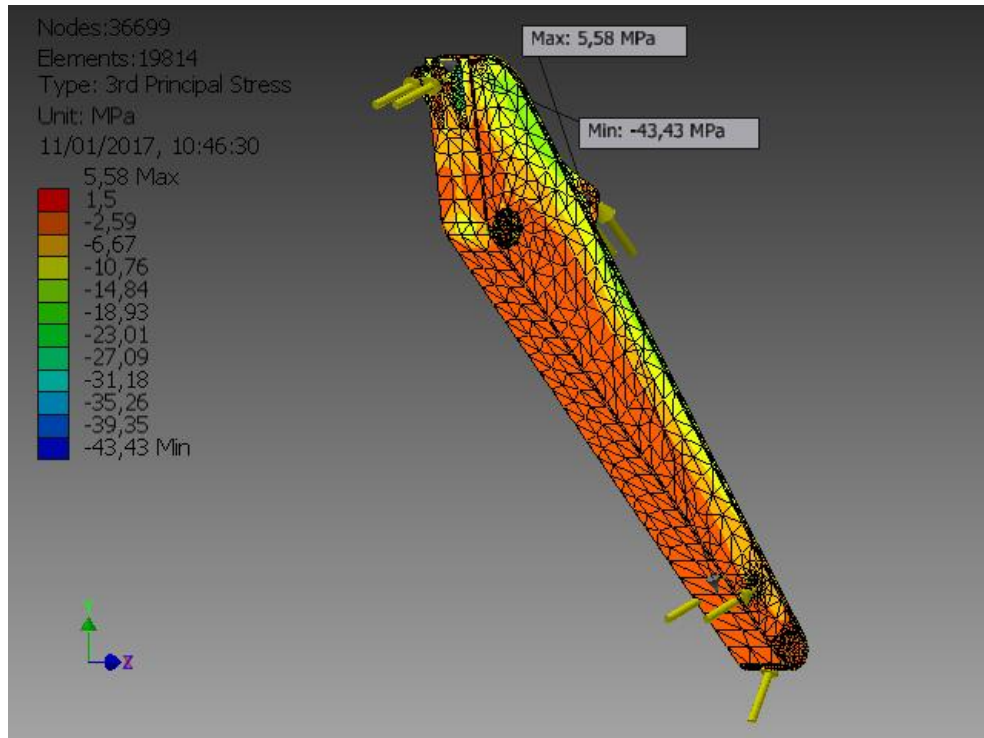 Nodes:36699
Elements:19814
Type: 3rd Principal Stress
Unit: MPa
11/01/2017, 10:46:30
5,58 Max
1,5
-2,59
-6,67
-10,76
-14,84
-18,93
-23,01
-27,09
-31,18
-35,26
-39,35
-43,43 Min
Max: 5,58 MPa
Min: -43,43 MPa
Y
Z